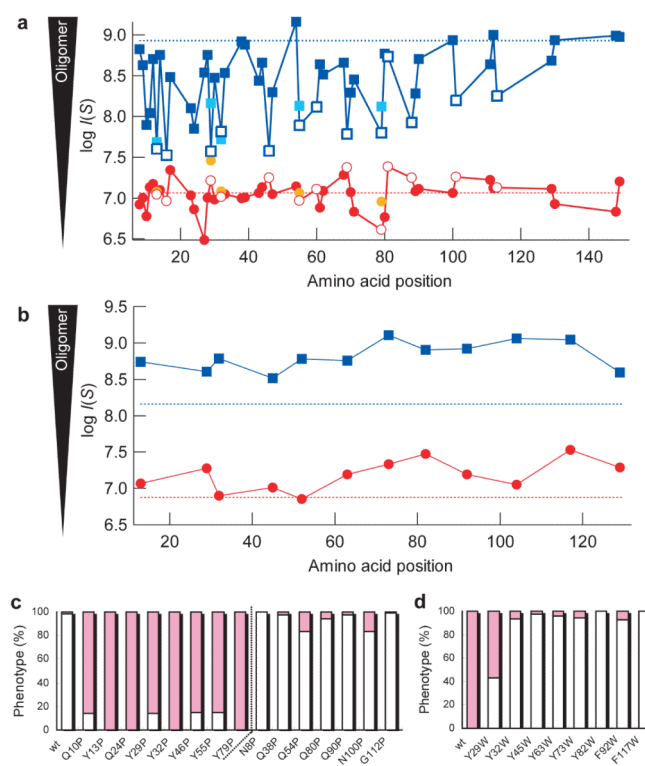 a
Oligomer
log I(S)
9.0
8.5
8.0
7.5
7.0
6.5
20 40 60 80 100 120 140
Amino acid position
b
Oligomer
log I(S)
9.5
9.0
8.5
8.0
7.5
7.0
6.5
20 40 60 80 100 120
Amino acid position
c
Phenotype (%)
100
80
60
40
20
0
wt Q10P Y13P Q24P Y29P Y32P Y46P Y55P Y79P N8P Q38P Q54P Q80P Q90P N100P G112P
d
Phenotype (%)
100
80
60
40
20
0
wt Y29W Y32W Y45W Y63W Y73W Y82W F92W F117W